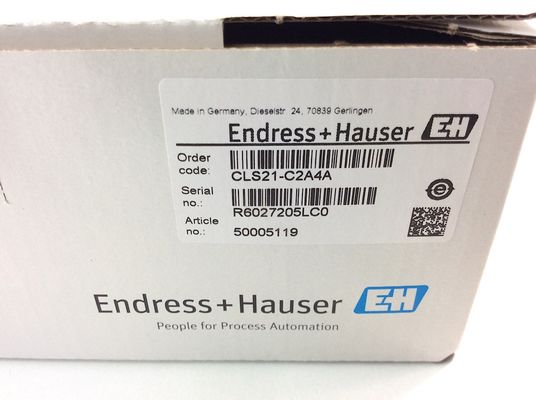 Made in Germany, Dieselstr. 24, 70839 Gerlingen
Endress+Hauser EH
Order code: CLS21-C2A4A
Serial no.: R6027205LC0
Article no.: 50005119
Endress+Hauser EH
People for Process Automation